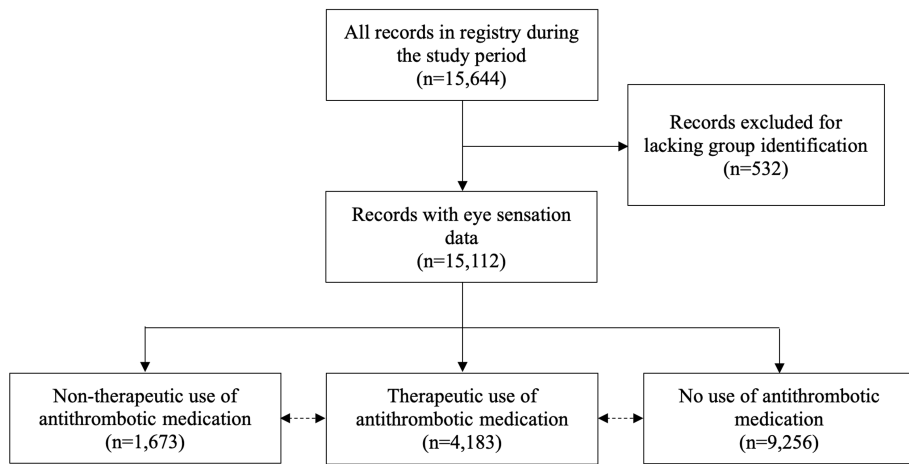 All records in registry during
the study period
(n=15,644)
Records excluded for
lacking group identification
(n=532)
Records with eye sensation
data
(n=15,112)
Non-therapeutic use of
antithrombotic medication
(n=1,673)
Therapeutic use of
antithrombotic medication
(n=4,183)
No use of antithrombotic
medication
(n=9,256)